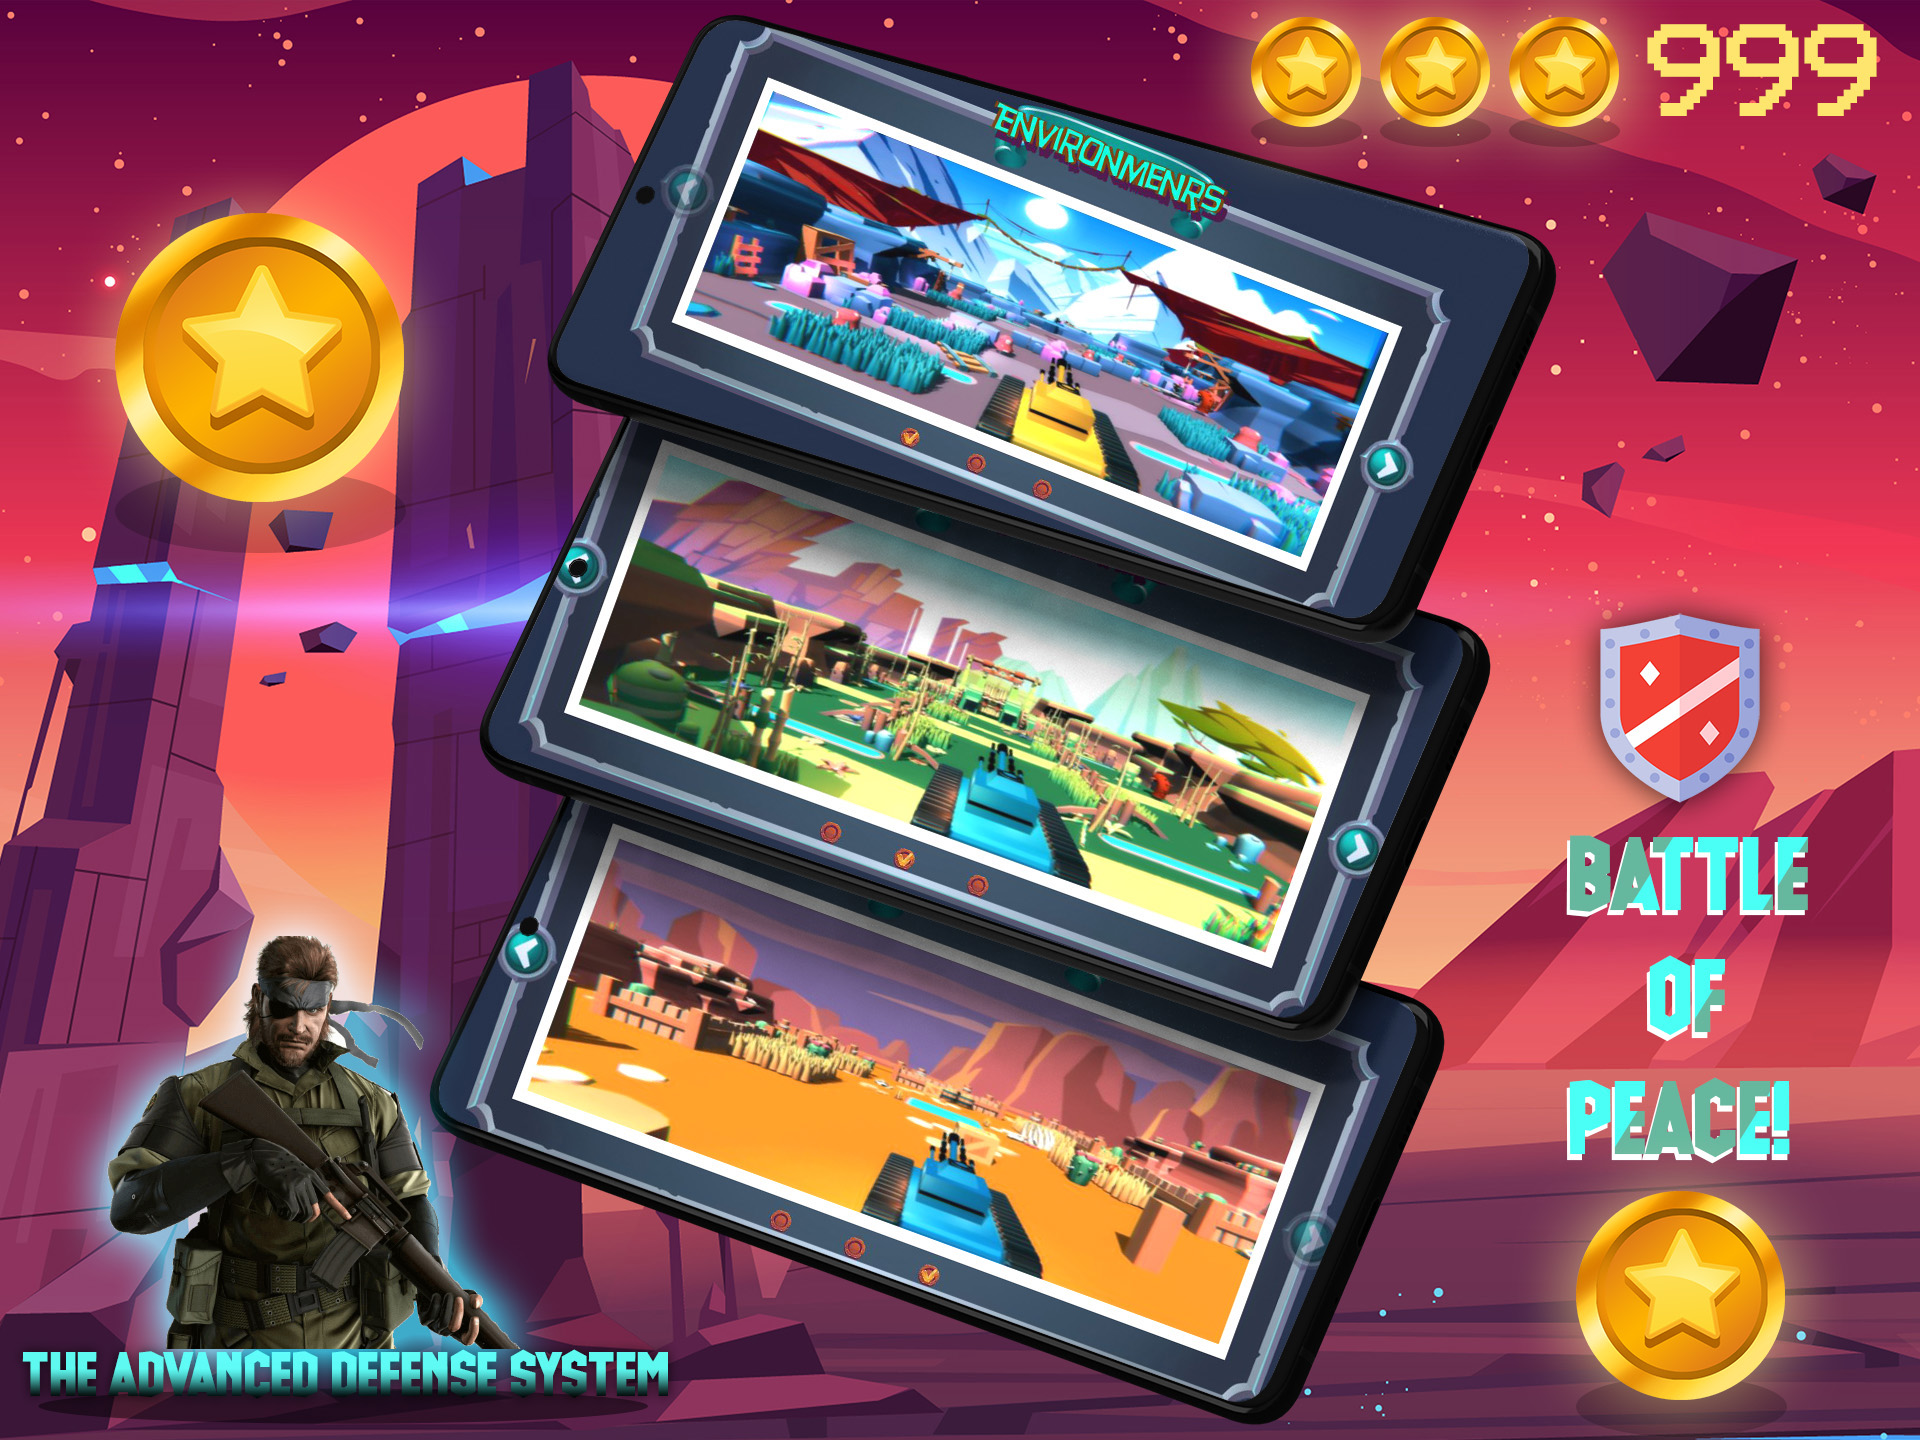 999
ENVIRONMENRS
BATTLE
OF
PEACE!
THE ADVANCED DEFENSE SYSTEM